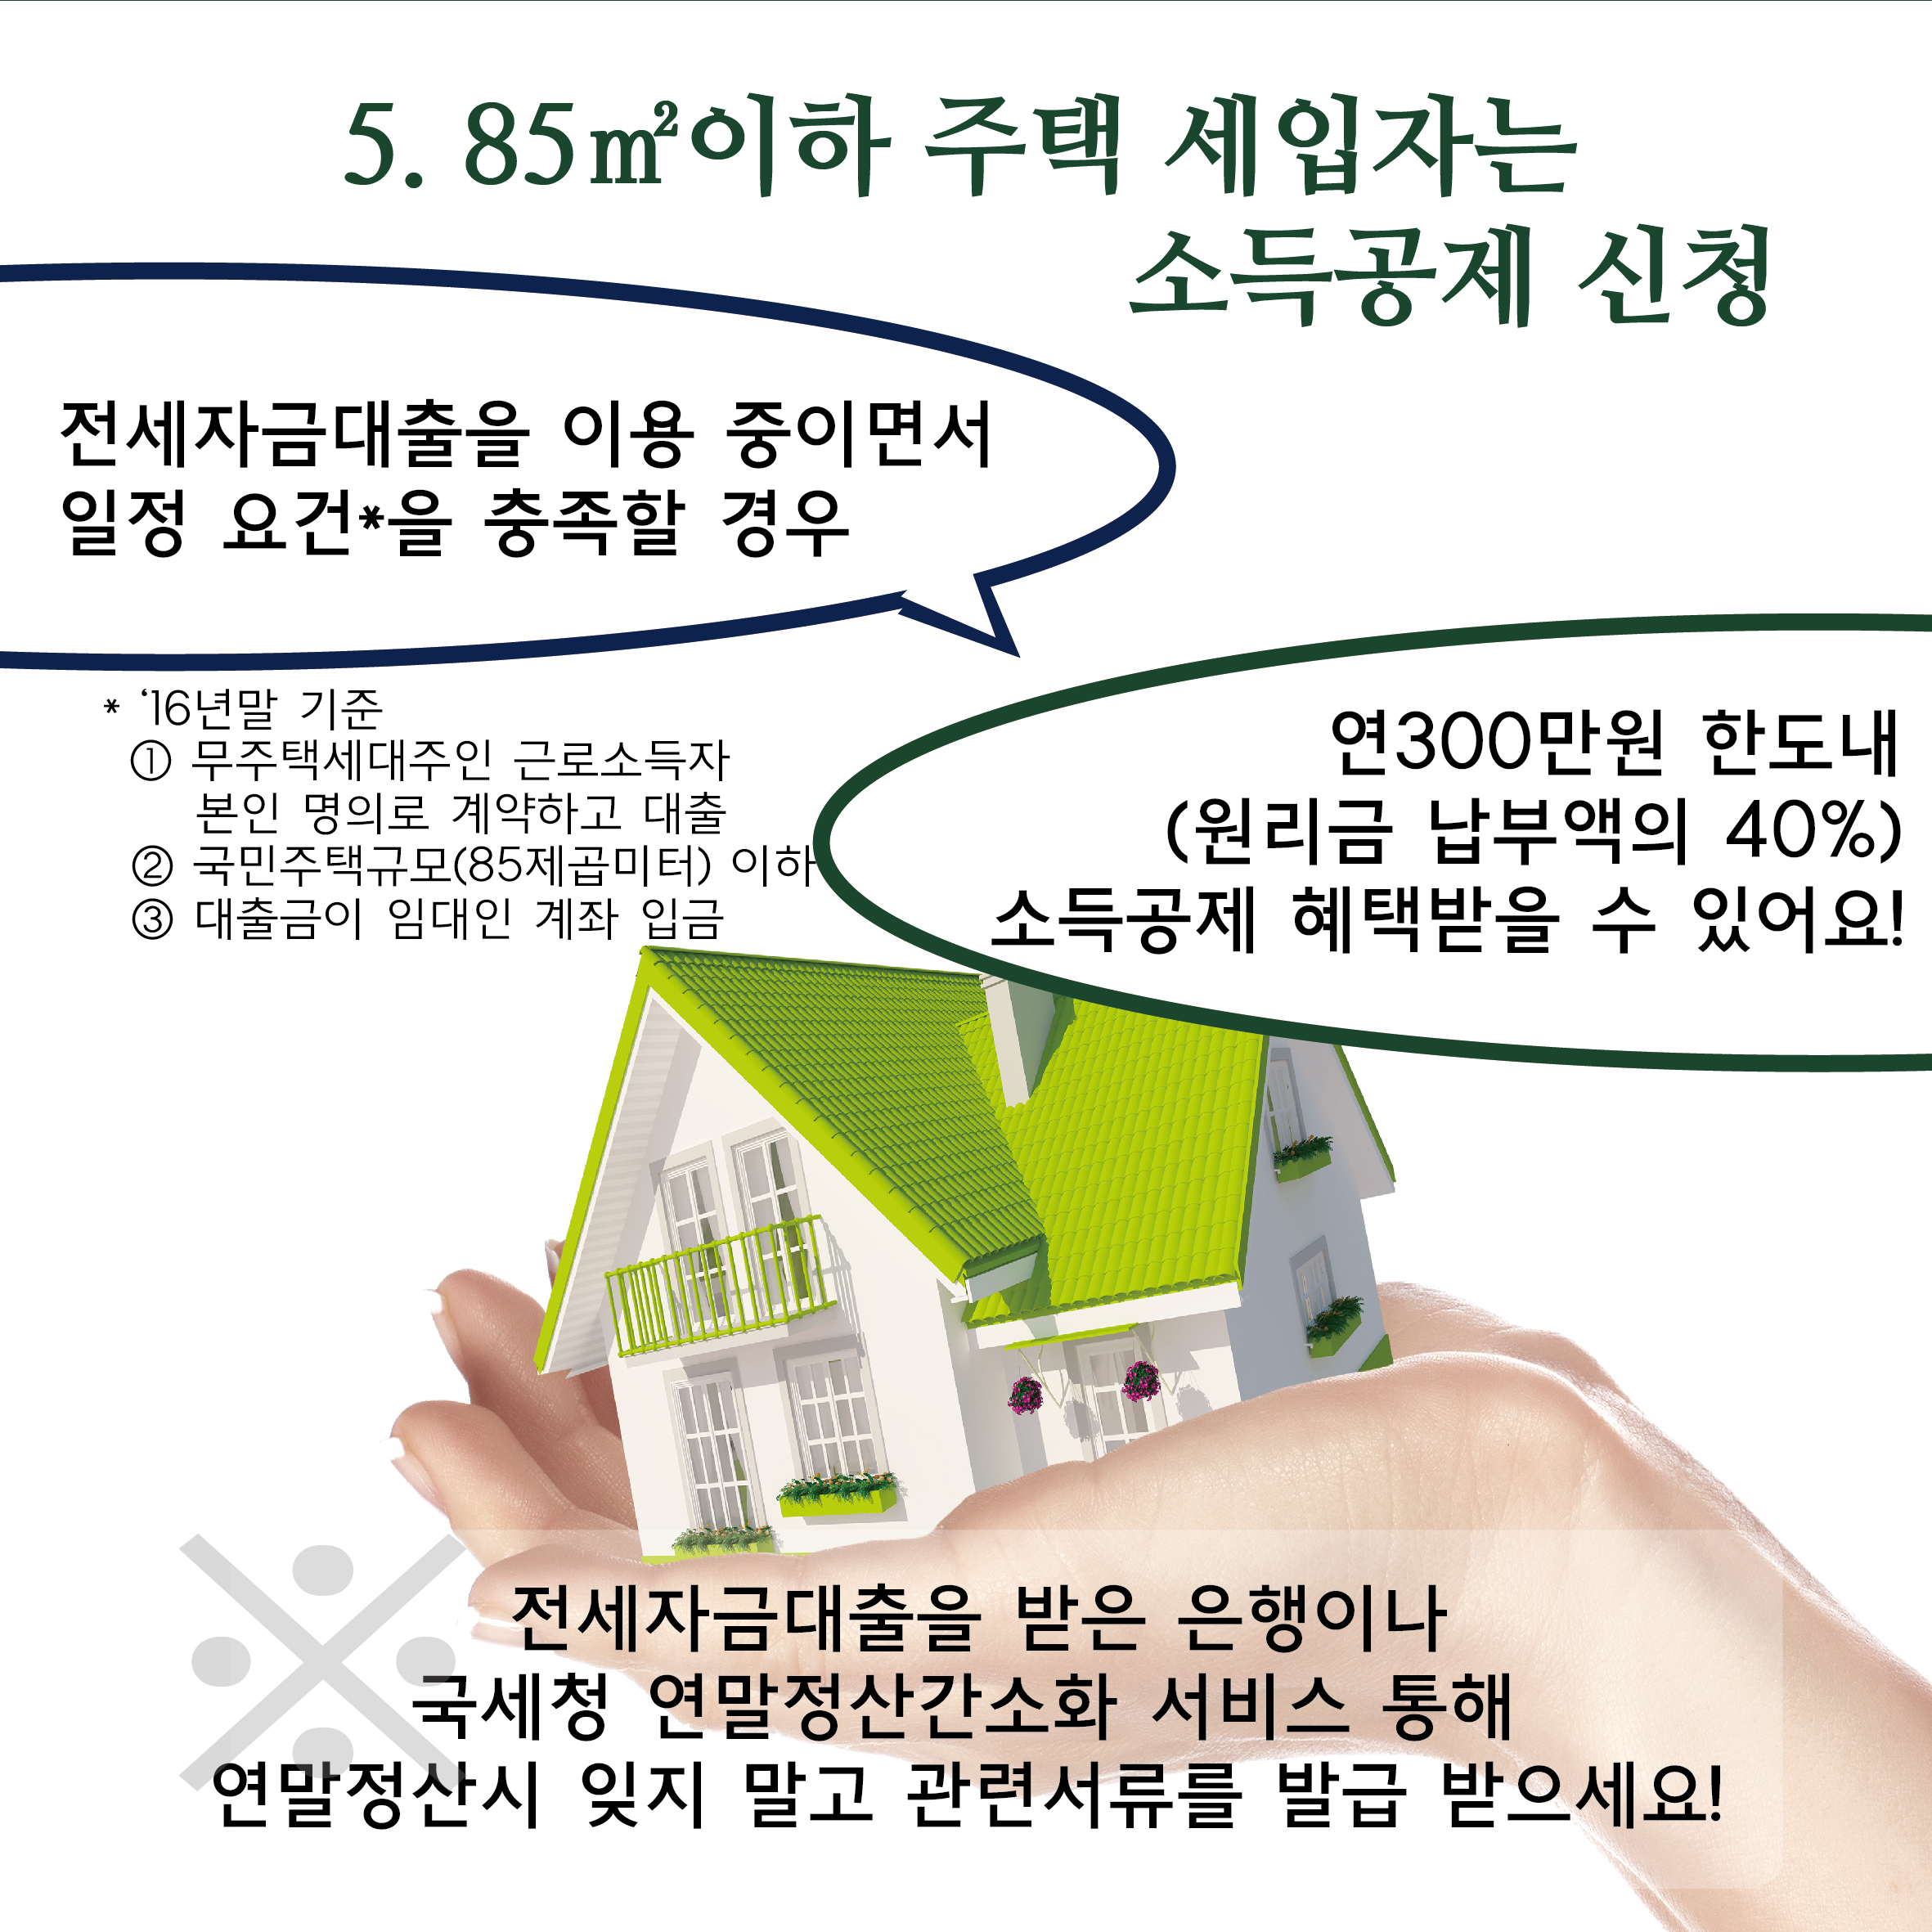 5. 85㎡이하 주택 세입자는
소득공제 신청
전세자금대출을 이용 중이면서
일정 요건*을 충족할 경우
* ‘16년말 기준
① 무주택세대주인 근로소득자
본인 명의로 계약하고 대출
② 국민주택규모(85제곱미터) 이하
③ 대출금이 임대인 계좌 입금
연300만원 한도내
(원리금 납부액의 40%)
소득공제 혜택받을 수 있어요!
※
전세자금대출을 받은 은행이나
국세청 연말정산간소화 서비스 통해
연말정산시 잊지 말고 관련서류를 발급 받으세요!